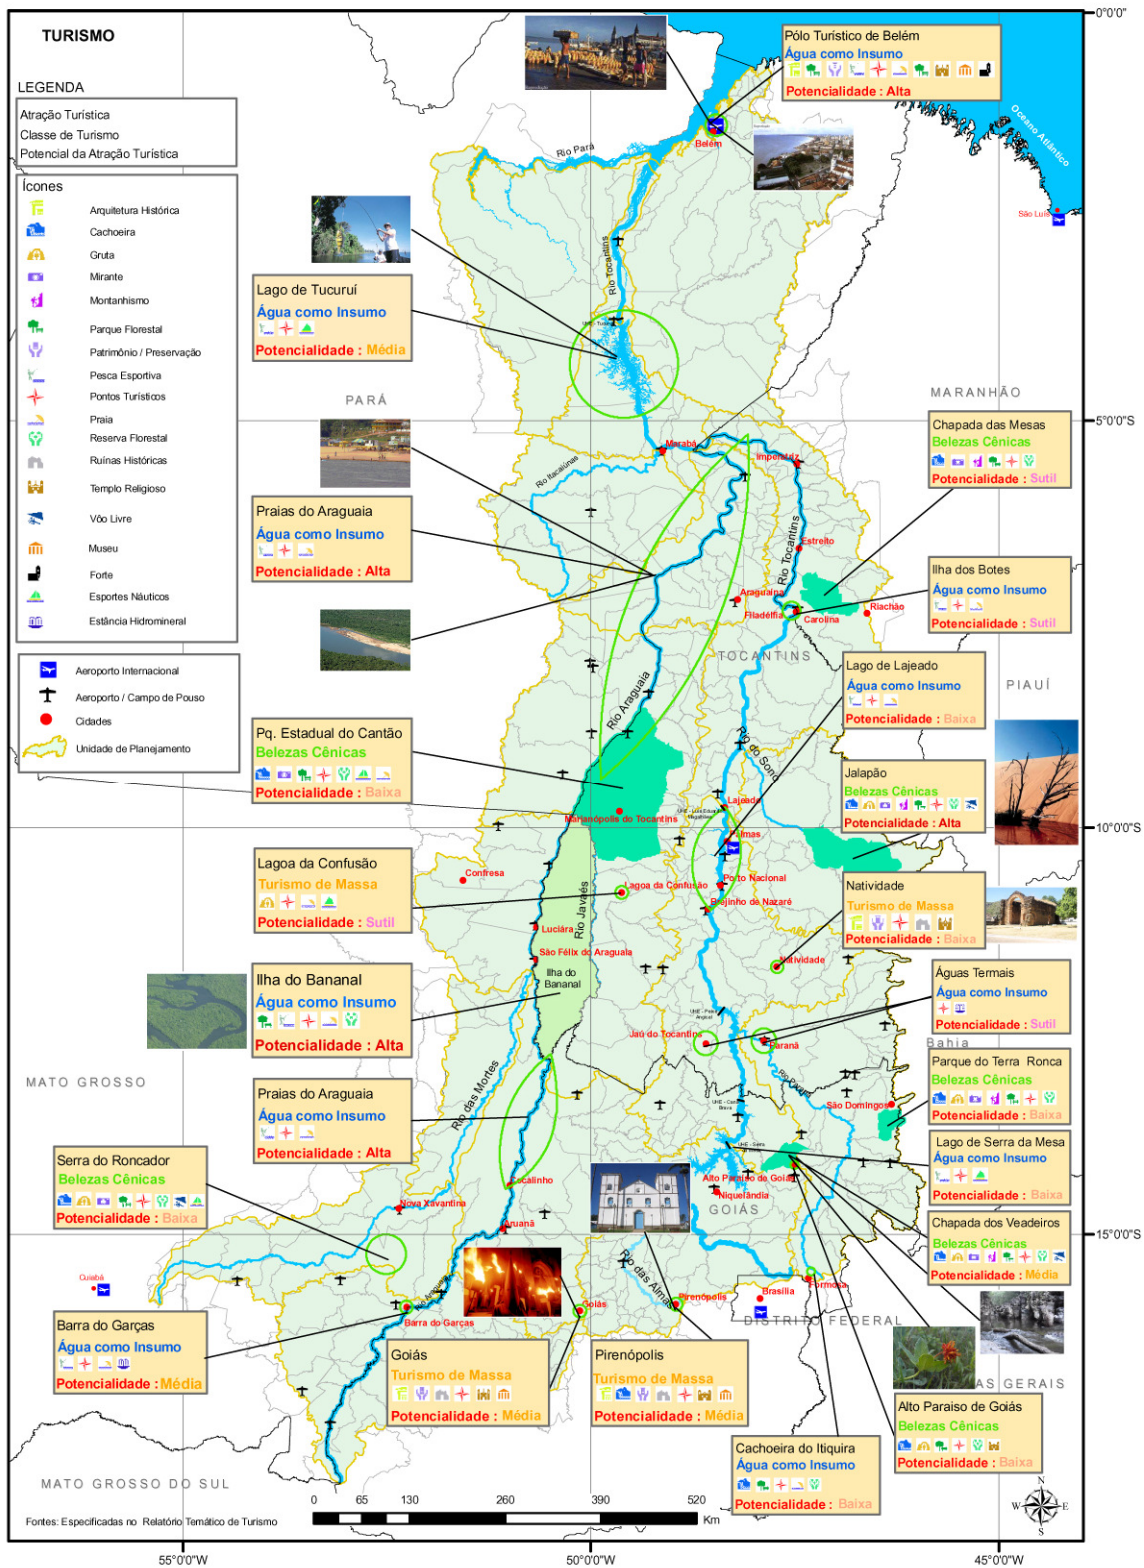 TURISMO
LEGENDA
Atração Turística
Classe de Turismo
Potencial da Atração Turística
Ícones
Arquitetura Histórica
Cachoeira
Gruta
Mirante
Montanhismo
Parque Florestal
Patrimônio / Preservação
Pesca Esportiva
Pontos Turísticos
Praia
Reserva Florestal
Ruínas Históricas
Templo Religioso
Vôo Livre
Museu
Forte
Esportes Náuticos
Estância Hidromineral
Aeroporto Internacional
Aeroporto / Campo de Pouso
Cidades
Unidade de Planejamento
Pólo Turístico de Belém
Água como Insumo
Potencialidade : Alta
Belém
Rio Pará
Oceano Atlântico
São Luís
0°0'0"
Lago de Tucuruí
Água como Insumo
Potencialidade : Média
Rio Tocantins
PARÁ
MARANHÃO
5°0'0"S
Chapada das Mesas
Belezas Cênicas
Potencialidade : Sutil
Marabá
Imperatriz
Rio Itacaiúnas
Praias do Araguaia
Água como Insumo
Potencialidade : Alta
Rio Tocantins
Estreito
Araguaína
Filadélfia
Carolina
Riachão
Ilha dos Botes
Água como Insumo
Potencialidade : Sutil
TOCANTINS
PIAUÍ
Lago de Lajeado
Água como Insumo
Potencialidade : Baixa
Rio Araguaia
Rio do Sono
Pq. Estadual do Cantão
Belezas Cênicas
Potencialidade : Baixa
Marianópolis do Tocantins
Lajeado
Jalapão
Belezas Cênicas
Potencialidade : Alta
10°0'0"S
Lagoa da Confusão
Turismo de Massa
Potencialidade : Sutil
Confresa
Lagoa da Confusão
Porto Nacional
Brejinho de Nazaré
Natividade
Turismo de Massa
Potencialidade : Baixa
Natividade
Luciára
São Félix do Araguaia
Rio Javaés
Ilha do Bananal
Ilha do Bananal
Água como Insumo
Potencialidade : Alta
Águas Termais
Água como Insumo
Potencialidade : Sutil
Jaú do Tocantins
Paranã
Bahia
MATO GROSSO
Rio das Mortes
Praias do Araguaia
Água como Insumo
Potencialidade : Alta
Parque do Terra Ronca
Belezas Cênicas
Potencialidade : Baixa
São Domingos
Lago de Serra da Mesa
Água como Insumo
Potencialidade : Baixa
Serra do Roncador
Belezas Cênicas
Potencialidade : Baixa
Nova Xavantina
Cocalinho
Aruanã
Alto Paraíso de Goiás
Niquelândia
GOIÁS
Chapada dos Veadeiros
Belezas Cênicas
Potencialidade : Média
15°0'0"S
Cuiabá
Rio Araguaia
Barra do Garças
Rio das Almas
Goiás
Pirenópolis
Brasília
Formosa
DISTRITO FEDERAL
Barra do Garças
Água como Insumo
Potencialidade : Média
Goiás
Turismo de Massa
Potencialidade : Média
Pirenópolis
Turismo de Massa
Potencialidade : Média
AS GERAIS
Alto Paraiso de Goiás
Belezas Cênicas
Potencialidade : Baixa
Cachoeira do Itiquira
Água como Insumo
Potencialidade : Baixa
MATO GROSSO DO SUL
Fontes: Especificadas no Relatório Temático de Turismo
0 65 130 260 390 520
Km
N
W E
S
55°0'0"W 50°0'0"W 45°0'0"W